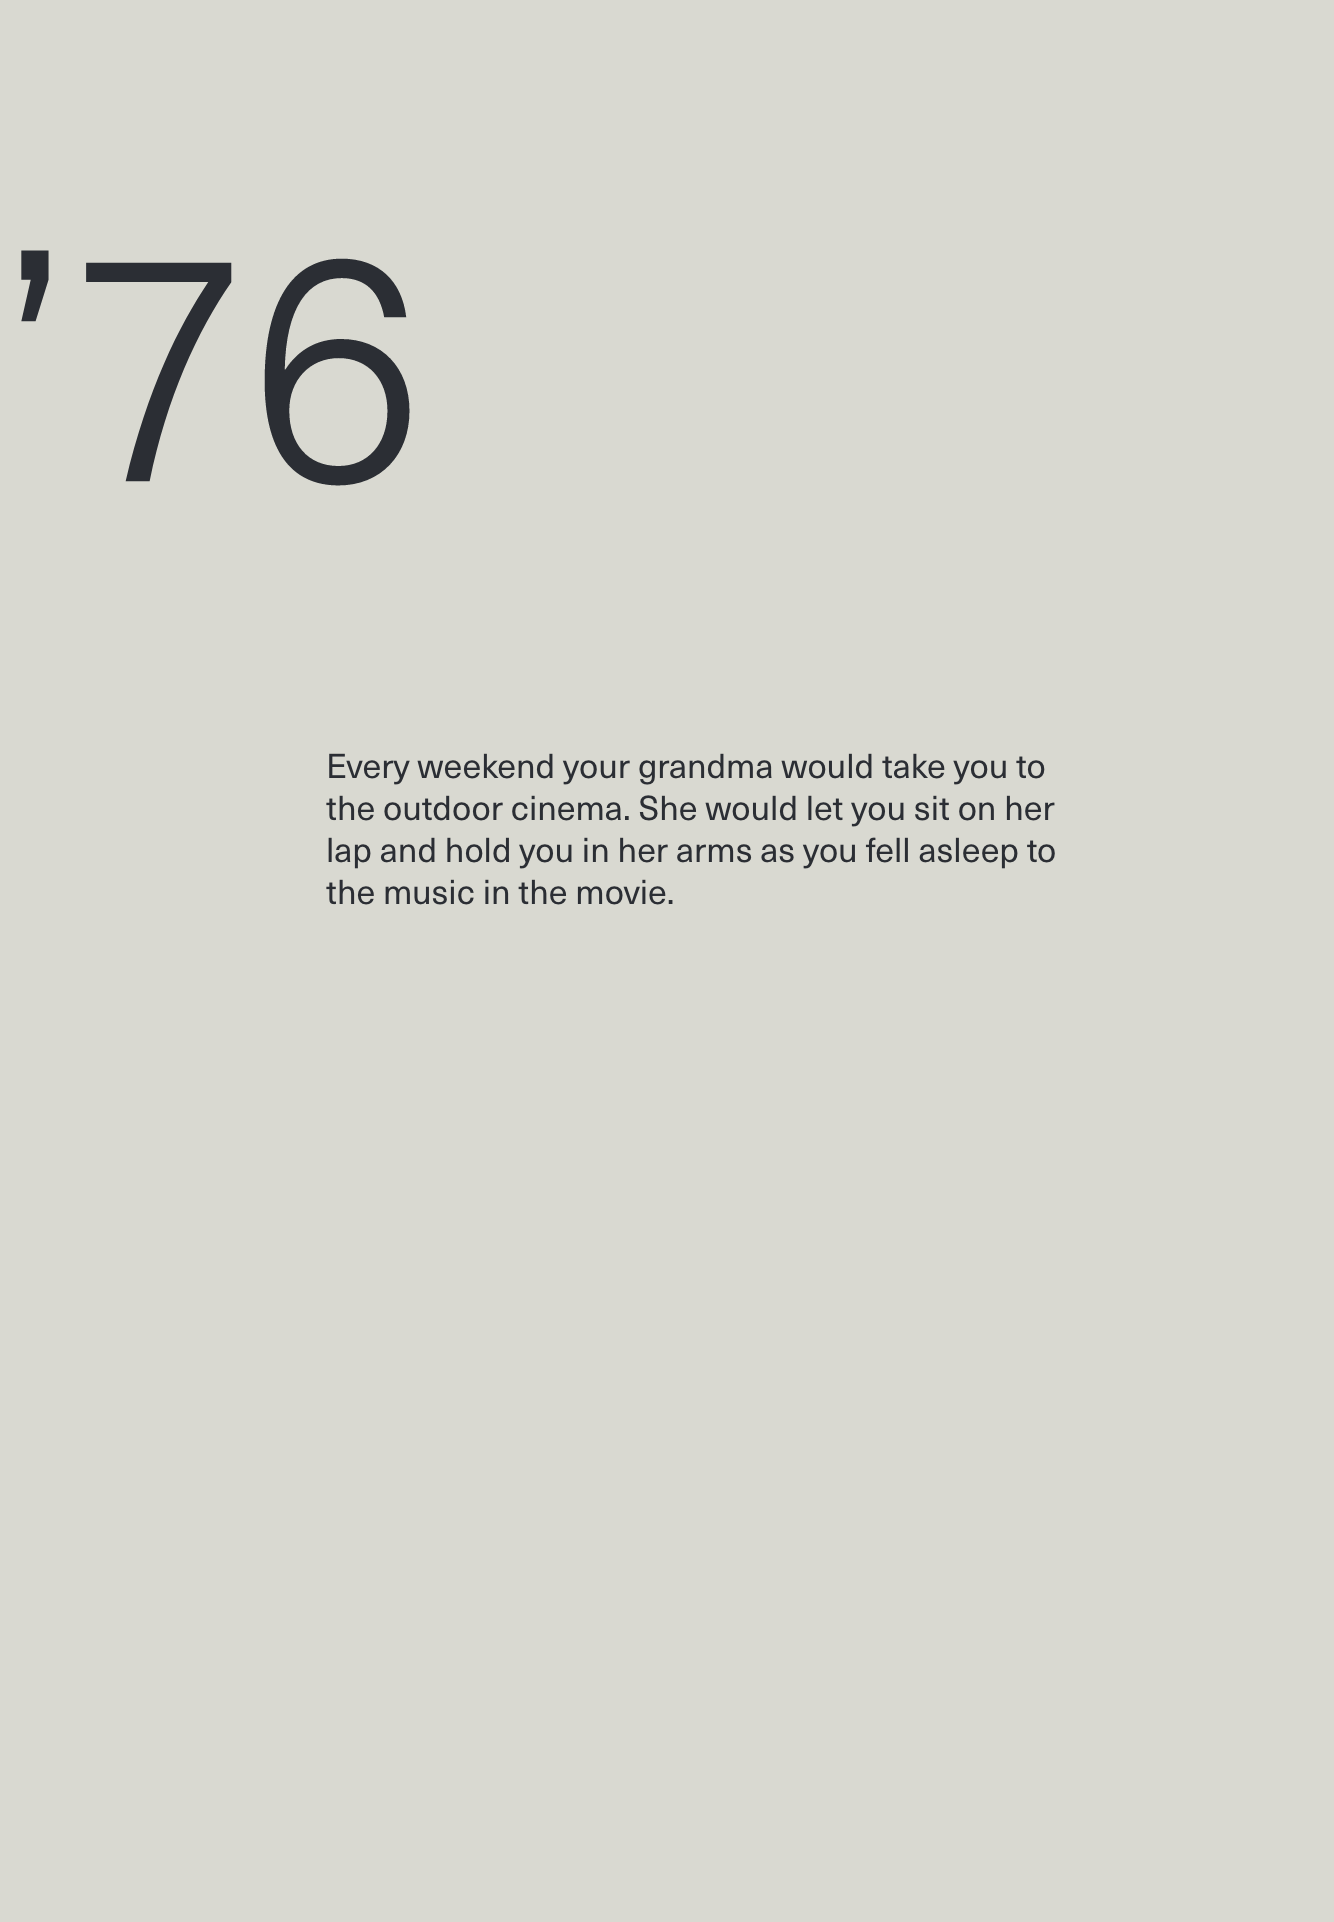 ’76
Every weekend your grandma would take you to
the outdoor cinema. She would let you sit on her
lap and hold you in her arms as you fell asleep to
the music in the movie.